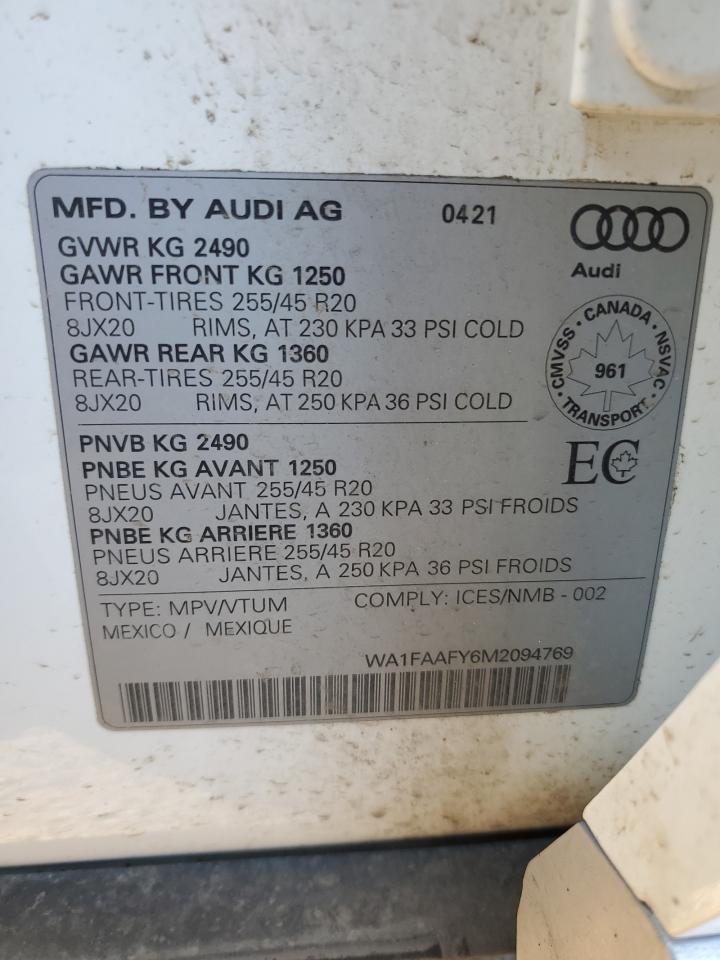 MFD. BY AUDI AG 0421
Audi
GVWR KG 2490
GAWR FRONT KG 1250
FRONT-TIRES 255/45 R20
8JX20 RIMS, AT 230 KPA 33 PSI COLD
GAWR REAR KG 1360
REAR-TIRES 255/45 R20
8JX20 RIMS, AT 250 KPA 36 PSI COLD
CMVSS · CANADA · NSVAC · TRANSPORT ·
961
PNVB KG 2490
PNBE KG AVANT 1250
PNEUS AVANT 255/45 R20
8JX20 JANTES, A 230 KPA 33 PSI FROIDS
PNBE KG ARRIERE 1360
PNEUS ARRIERE 255/45 R20
8JX20 JANTES, A 250 KPA 36 PSI FROIDS
EC
TYPE: MPV/VTUM COMPLY: ICES/NMB - 002
MEXICO / MEXIQUE
WA1FAAFY6M2094769